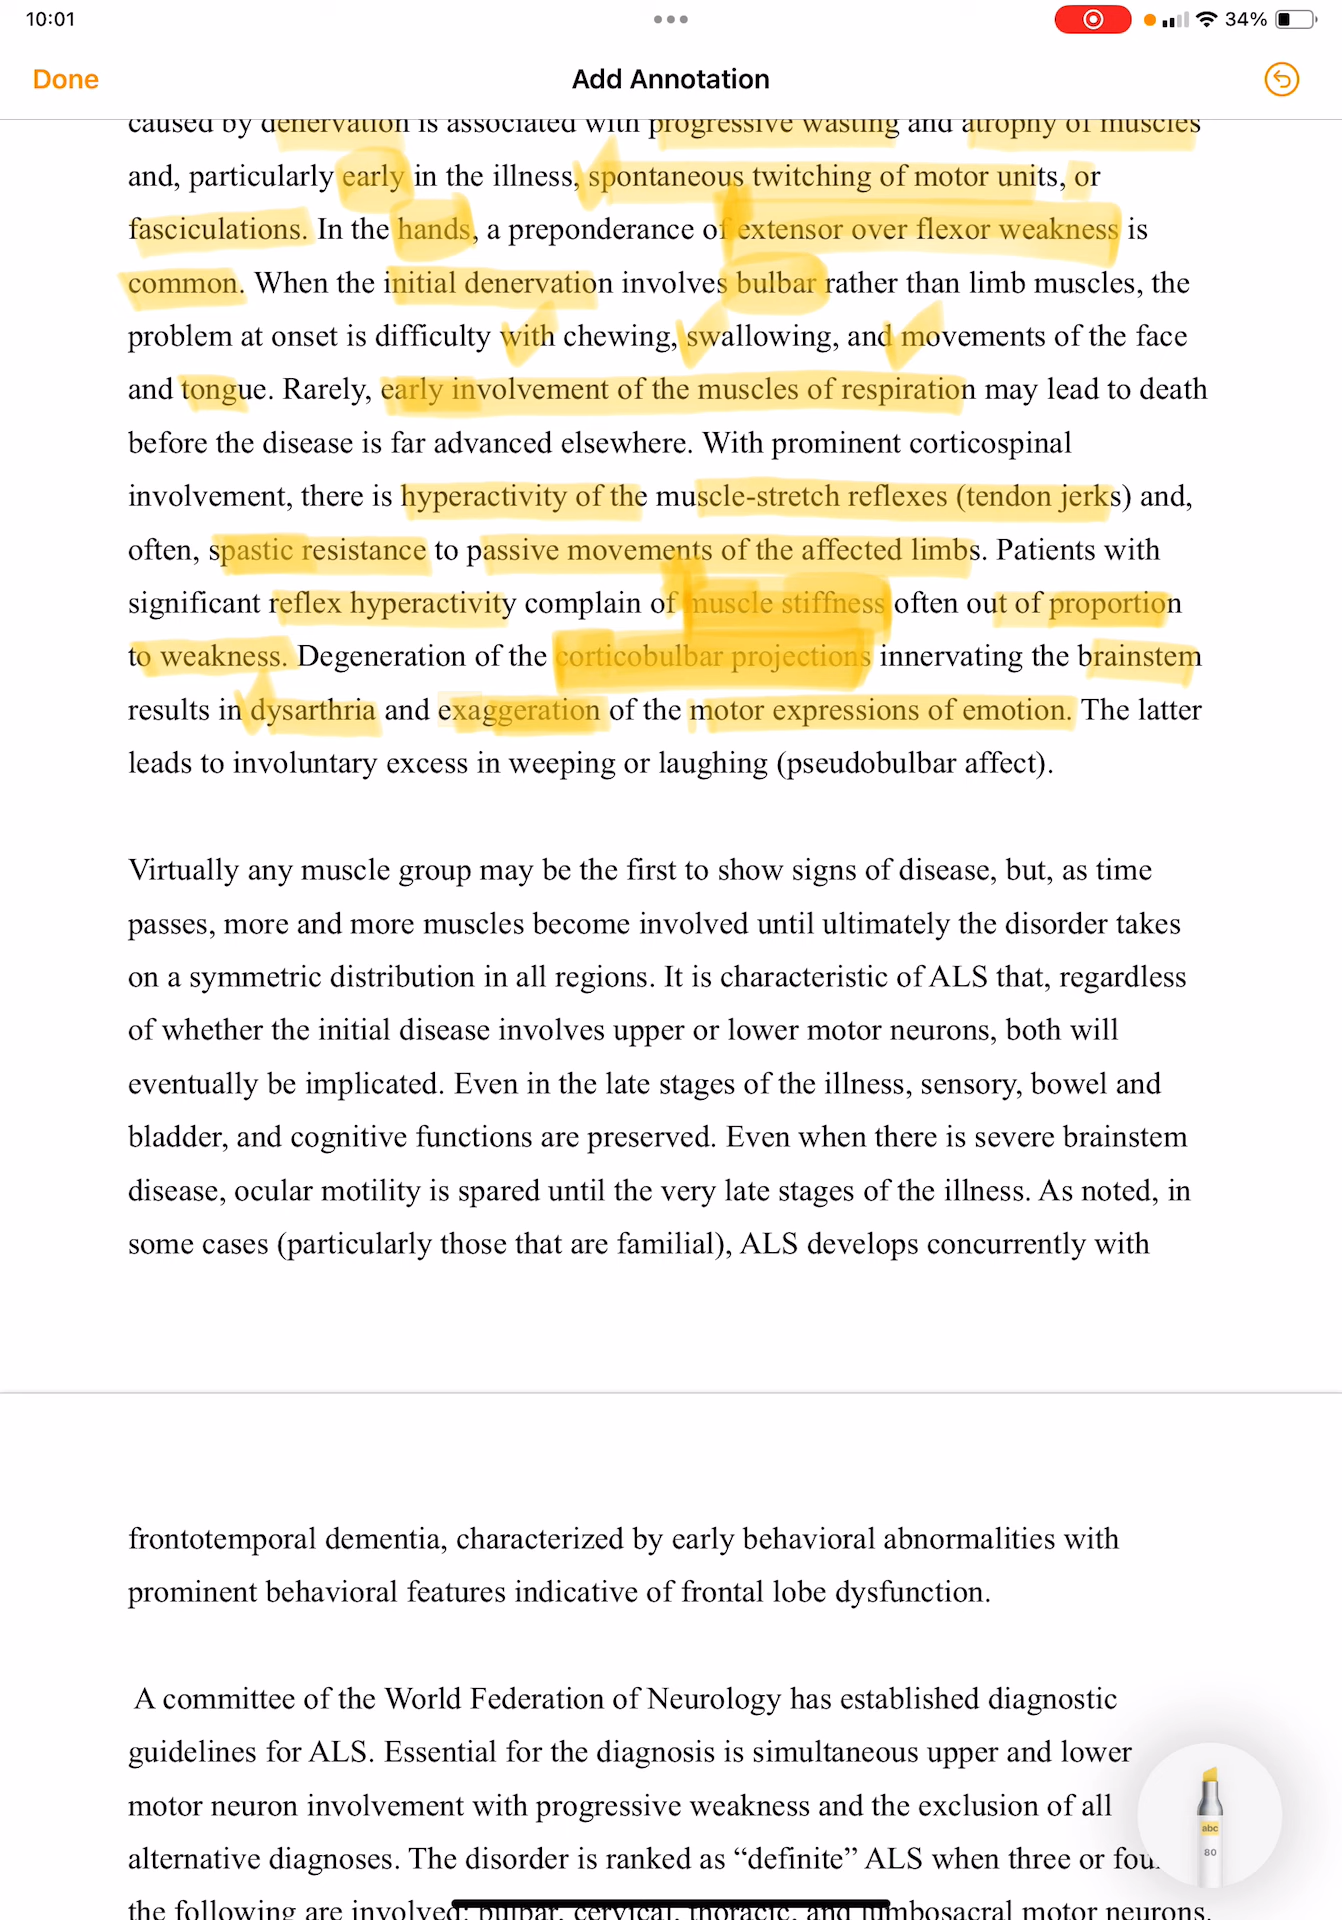 10:01
34%
Done
Add Annotation
caused by denervation is associated with progressive wasting and atrophy of muscles
and, particularly early in the illness, spontaneous twitching of motor units, or
fasciculations. In the hands, a preponderance of extensor over flexor weakness is
common. When the initial denervation involves bulbar rather than limb muscles, the
problem at onset is difficulty with chewing, swallowing, and movements of the face
and tongue. Rarely, early involvement of the muscles of respiration may lead to death
before the disease is far advanced elsewhere. With prominent corticospinal
involvement, there is hyperactivity of the muscle-stretch reflexes (tendon jerks) and,
often, spastic resistance to passive movements of the affected limbs. Patients with
significant reflex hyperactivity complain of muscle stiffness often out of proportion
to weakness. Degeneration of the corticobulbar projections innervating the brainstem
results in dysarthria and exaggeration of the motor expressions of emotion. The latter
leads to involuntary excess in weeping or laughing (pseudobulbar affect).
Virtually any muscle group may be the first to show signs of disease, but, as time
passes, more and more muscles become involved until ultimately the disorder takes
on a symmetric distribution in all regions. It is characteristic of ALS that, regardless
of whether the initial disease involves upper or lower motor neurons, both will
eventually be implicated. Even in the late stages of the illness, sensory, bowel and
bladder, and cognitive functions are preserved. Even when there is severe brainstem
disease, ocular motility is spared until the very late stages of the illness. As noted, in
some cases (particularly those that are familial), ALS develops concurrently with
frontotemporal dementia, characterized by early behavioral abnormalities with
prominent behavioral features indicative of frontal lobe dysfunction.
A committee of the World Federation of Neurology has established diagnostic
guidelines for ALS. Essential for the diagnosis is simultaneous upper and lower
motor neuron involvement with progressive weakness and the exclusion of all
alternative diagnoses. The disorder is ranked as “definite” ALS when three or fou
the following are involved: bulbar, cervical, thoracic, and lumbosacral motor neurons.
abc
80